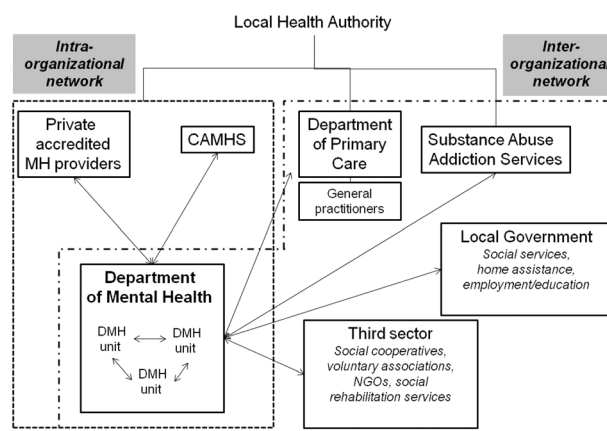 Local Health Authority
Intra-
organizational
network
Inter-
organizational
network
Private
accredited
MH providers
CAMHS
Department
of Primary
Care
General
practitioners
Substance Abuse
Addiction Services
Local Government
Social services,
home assistance,
employment/education
Department
of Mental Health
DMH
unit
DMH
unit
DMH
unit
Third sector
Social cooperatives,
voluntary associations,
NGOs, social
rehabilitation services